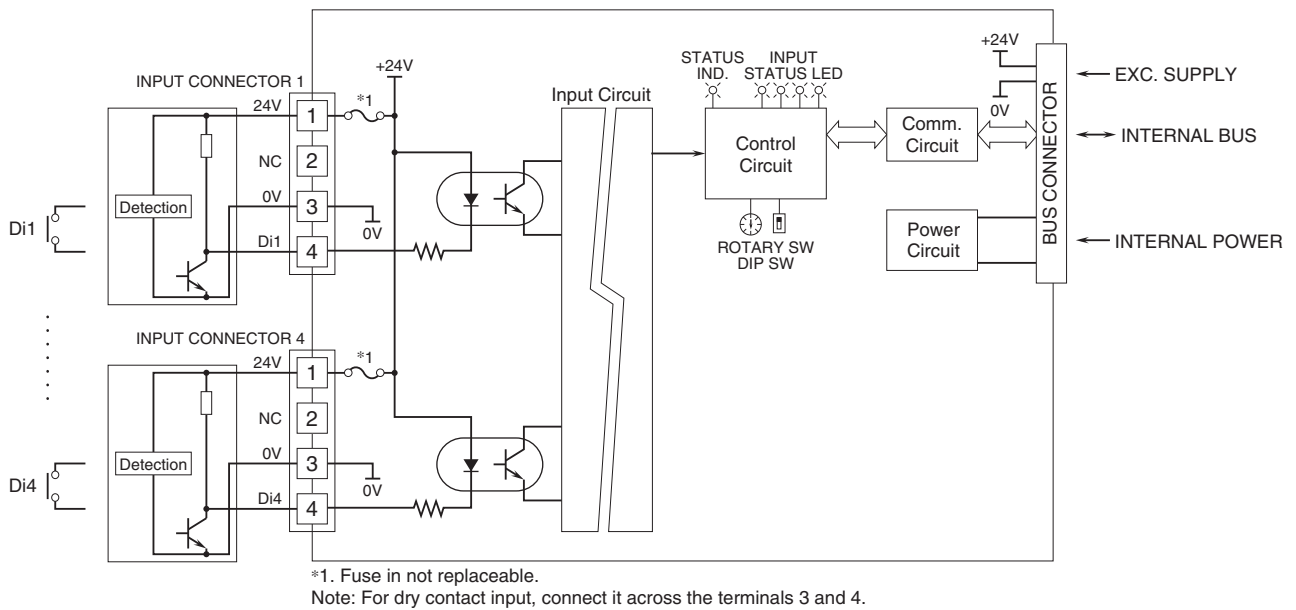 +24V
STATUS IND.
INPUT STATUS LED
+24V
INPUT CONNECTOR 1
24V
*1
1
NC
2
0V
3
0V
Di1
4
Detection
Di1
Input Circuit
Control Circuit
ROTARY SW
DIP SW
Comm. Circuit
Power Circuit
0V
BUS CONNECTOR
EXC. SUPPLY
INTERNAL BUS
INTERNAL POWER
INPUT CONNECTOR 4
24V
*1
1
NC
2
0V
3
0V
Di4
4
Detection
Di4
*1. Fuse in not replaceable.
Note: For dry contact input, connect it across the terminals 3 and 4.